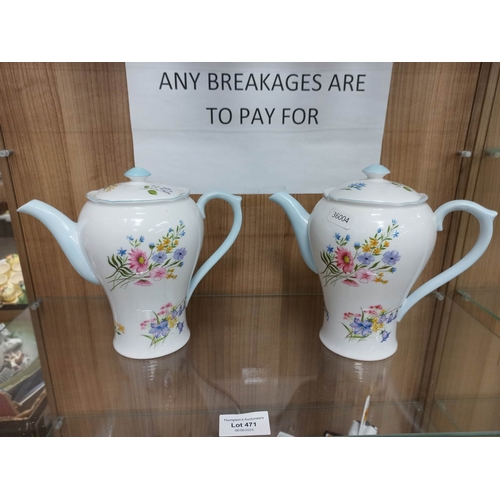 ANY BREAKAGES ARE
TO PAY FOR
36004
Lot 471